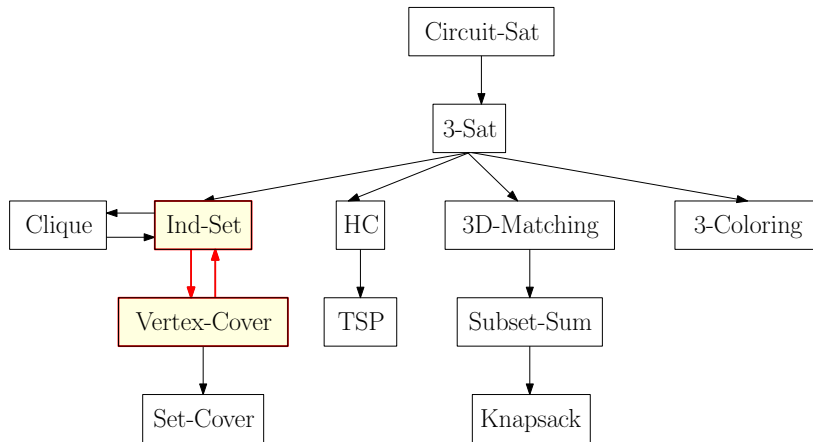 Circuit-Sat
3-Sat
Clique
Ind-Set
HC
3D-Matching
3-Coloring
Vertex-Cover
TSP
Subset-Sum
Set-Cover
Knapsack